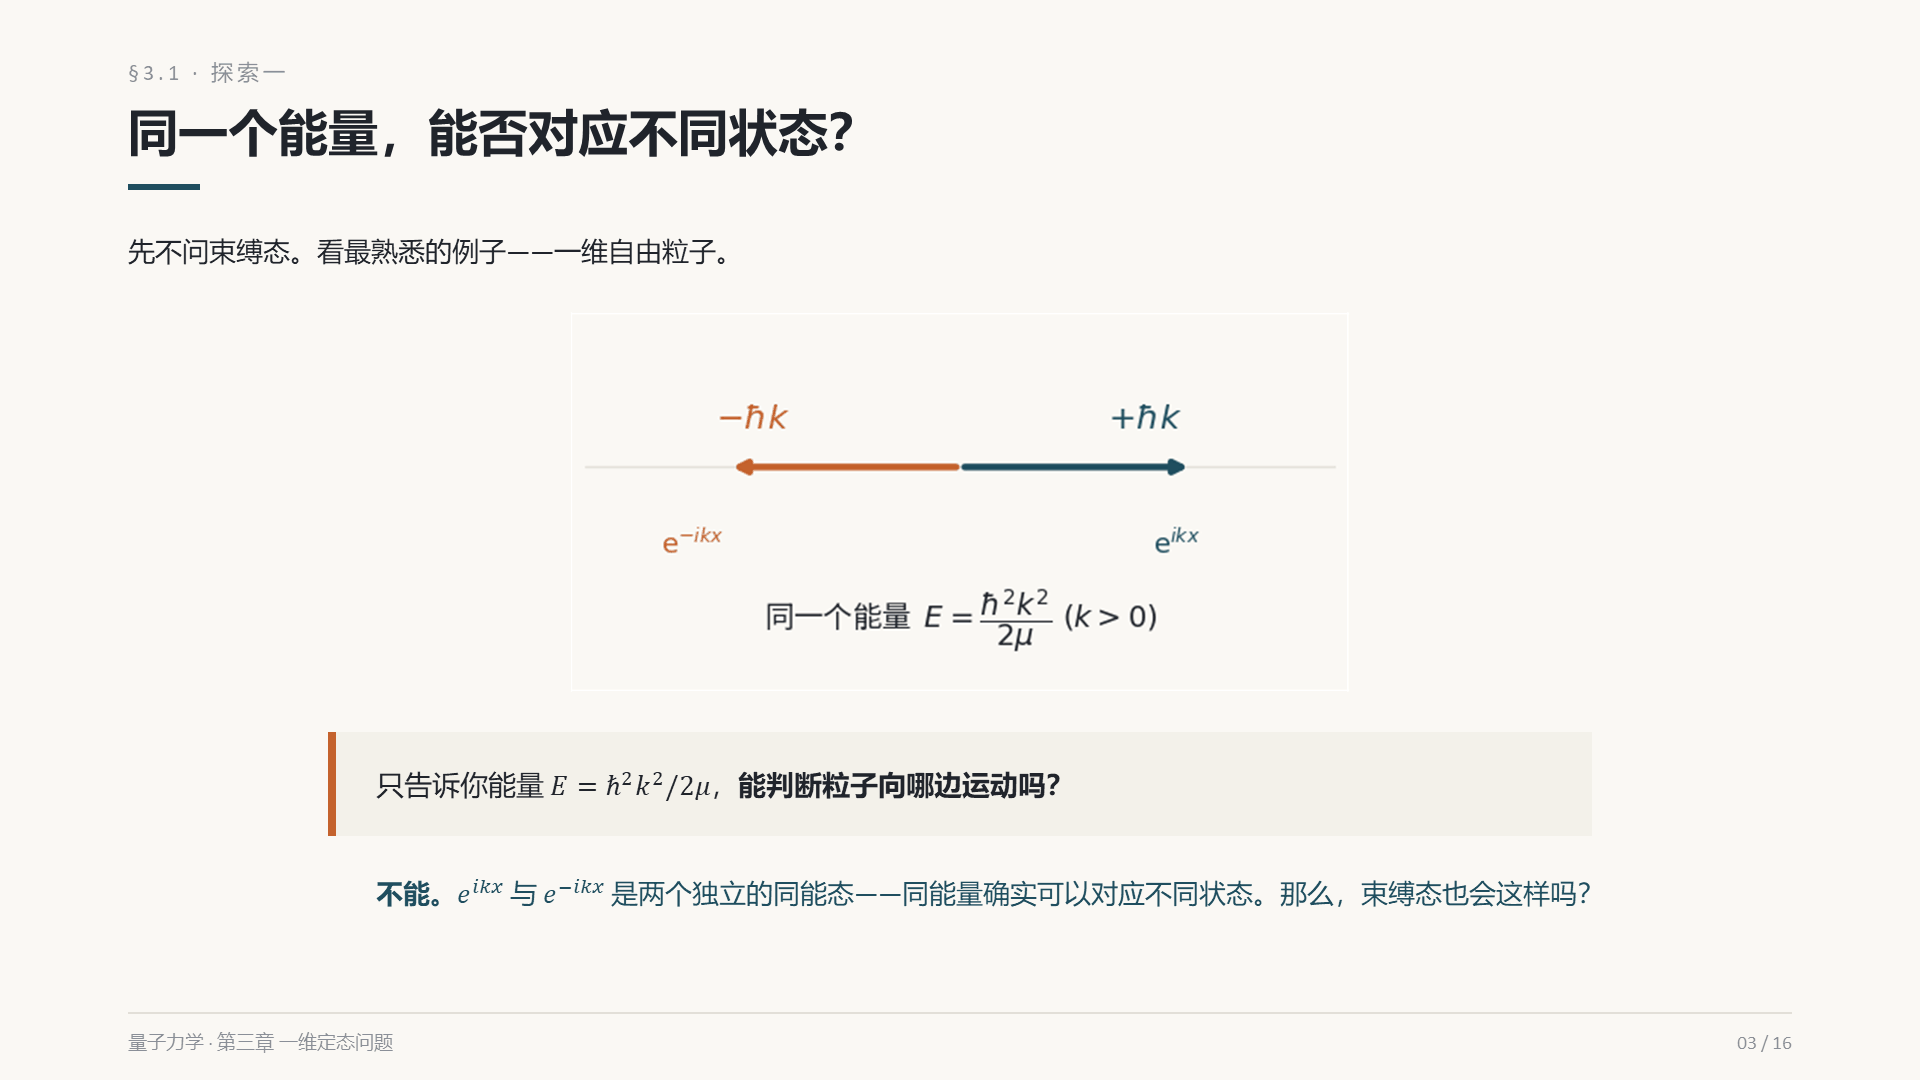 §3.1 · 探索一
同一个能量，能否对应不同状态？
先不问束缚态。看最熟悉的例子——一维自由粒子。
−ħk
+ħk
e^{−ikx}
e^{ikx}
同一个能量 E = ħ²k²/2μ (k > 0)
只告诉你能量 E = ħ²k²/2μ，能判断粒子向哪边运动吗？
不能。e^{ikx} 与 e^{−ikx} 是两个独立的同能态——同能量确实可以对应不同状态。那么，束缚态也会这样吗？
量子力学 · 第三章 一维定态问题
03 / 16